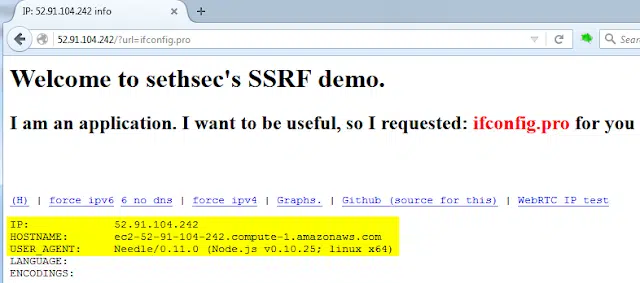 IP: 52.91.104.242 info
52.91.104.242/?url=ifconfig.pro
Sear
Welcome to sethsec's SSRF demo.
I am an application. I want to be useful, so I requested: ifconfig.pro for you
(H) | force ipv6 6 no dns | force ipv4 | Graphs. | Github (source for this) | WebRTC IP test
IP: 52.91.104.242
HOSTNAME: ec2-52-91-104-242.compute-1.amazonaws.com
USER_AGENT: Needle/0.11.0 (Node.js v0.10.25; linux x64)
LANGUAGE:
ENCODINGS: